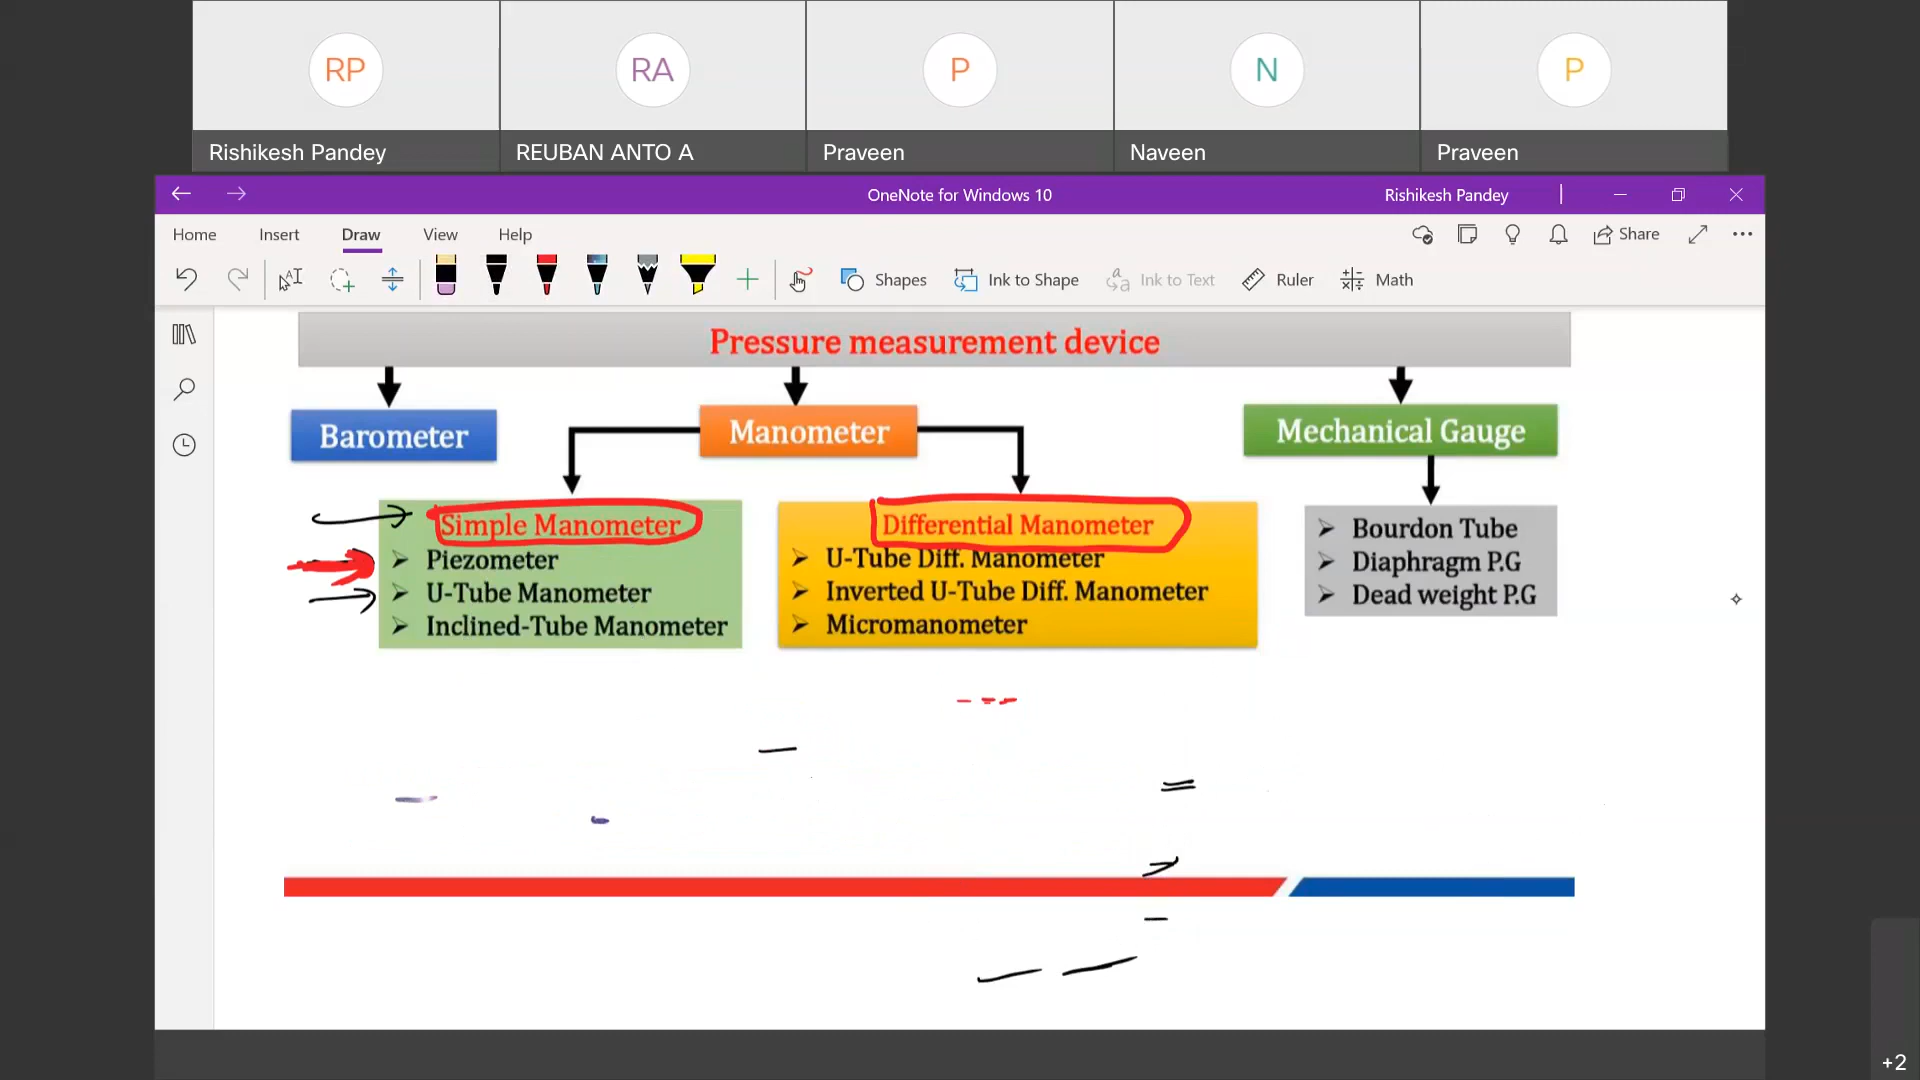 RP RA P N P
Rishikesh Pandey REUBAN ANTO A Praveen Naveen Praveen
OneNote for Windows 10 Rishikesh Pandey
Home Insert Draw View Help Share
Shapes Ink to Shape Ink to Text Ruler Math
Pressure measurement device
Barometer
Manometer
Mechanical Gauge
Simple Manometer
Piezometer
U-Tube Manometer
Inclined-Tube Manometer
Differential Manometer
U-Tube Diff. Manometer
Inverted U-Tube Diff. Manometer
Micromanometer
Bourdon Tube
Diaphragm P.G
Dead weight P.G
+2